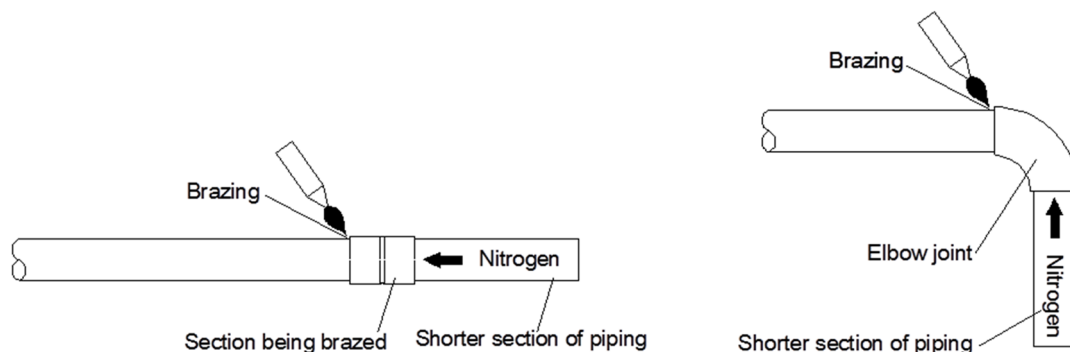 Brazing
Nitrogen
Section being brazed
Shorter section of piping
Brazing
Elbow joint
Nitrogen
Shorter section of piping